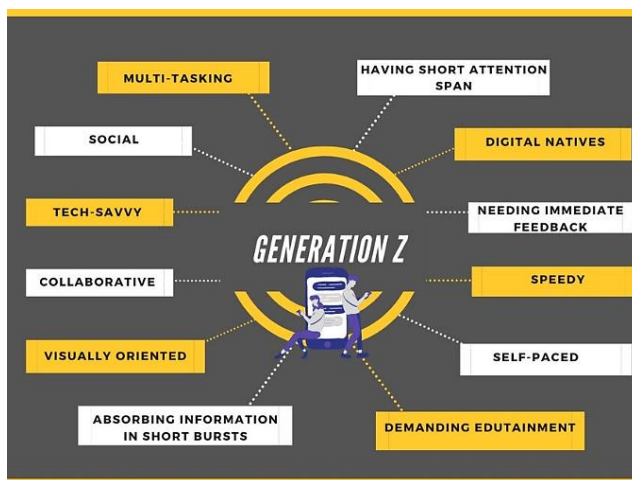 MULTI-TASKING
HAVING SHORT ATTENTION
SPAN
SOCIAL
DIGITAL NATIVES
TECH-SAVVY
NEEDING IMMEDIATE
FEEDBACK
GENERATION Z
COLLABORATIVE
SPEEDY
VISUALLY ORIENTED
SELF-PACED
ABSORBING INFORMATION
IN SHORT BURSTS
DEMANDING EDUTAINMENT